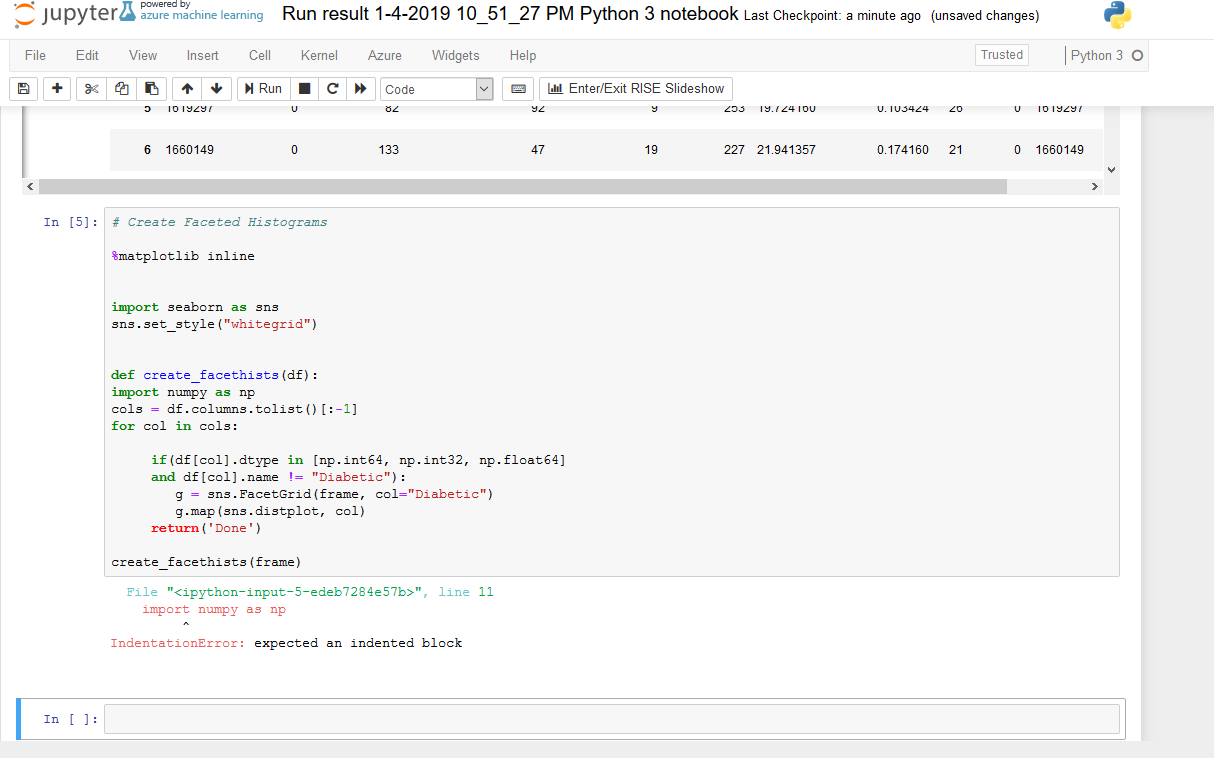 jupyter powered by azure machine learning Run result 1-4-2019 10_51_27 PM Python 3 notebook Last Checkpoint: a minute ago (unsaved changes)
File Edit View Insert Cell Kernel Azure Widgets Help Trusted Python 3
Run Code Enter/Exit RISE Slideshow
5 1619297 0 82 92 9 253 19.724160 0.103424 26 0 1619297
6 1660149 0 133 47 19 227 21.941357 0.174160 21 0 1660149
In [5]: # Create Faceted Histograms
%matplotlib inline
import seaborn as sns
sns.set_style("whitegrid")
def create_facethists(df):
import numpy as np
cols = df.columns.tolist()[:-1]
for col in cols:
if(df[col].dtype in [np.int64, np.int32, np.float64]
and df[col].name != "Diabetic"):
g = sns.FacetGrid(frame, col="Diabetic")
g.map(sns.distplot, col)
return('Done')
create_facethists(frame)
File "<ipython-input-5-edeb7284e57b>", line 11
import numpy as np
^
IndentationError: expected an indented block
In [ ]: